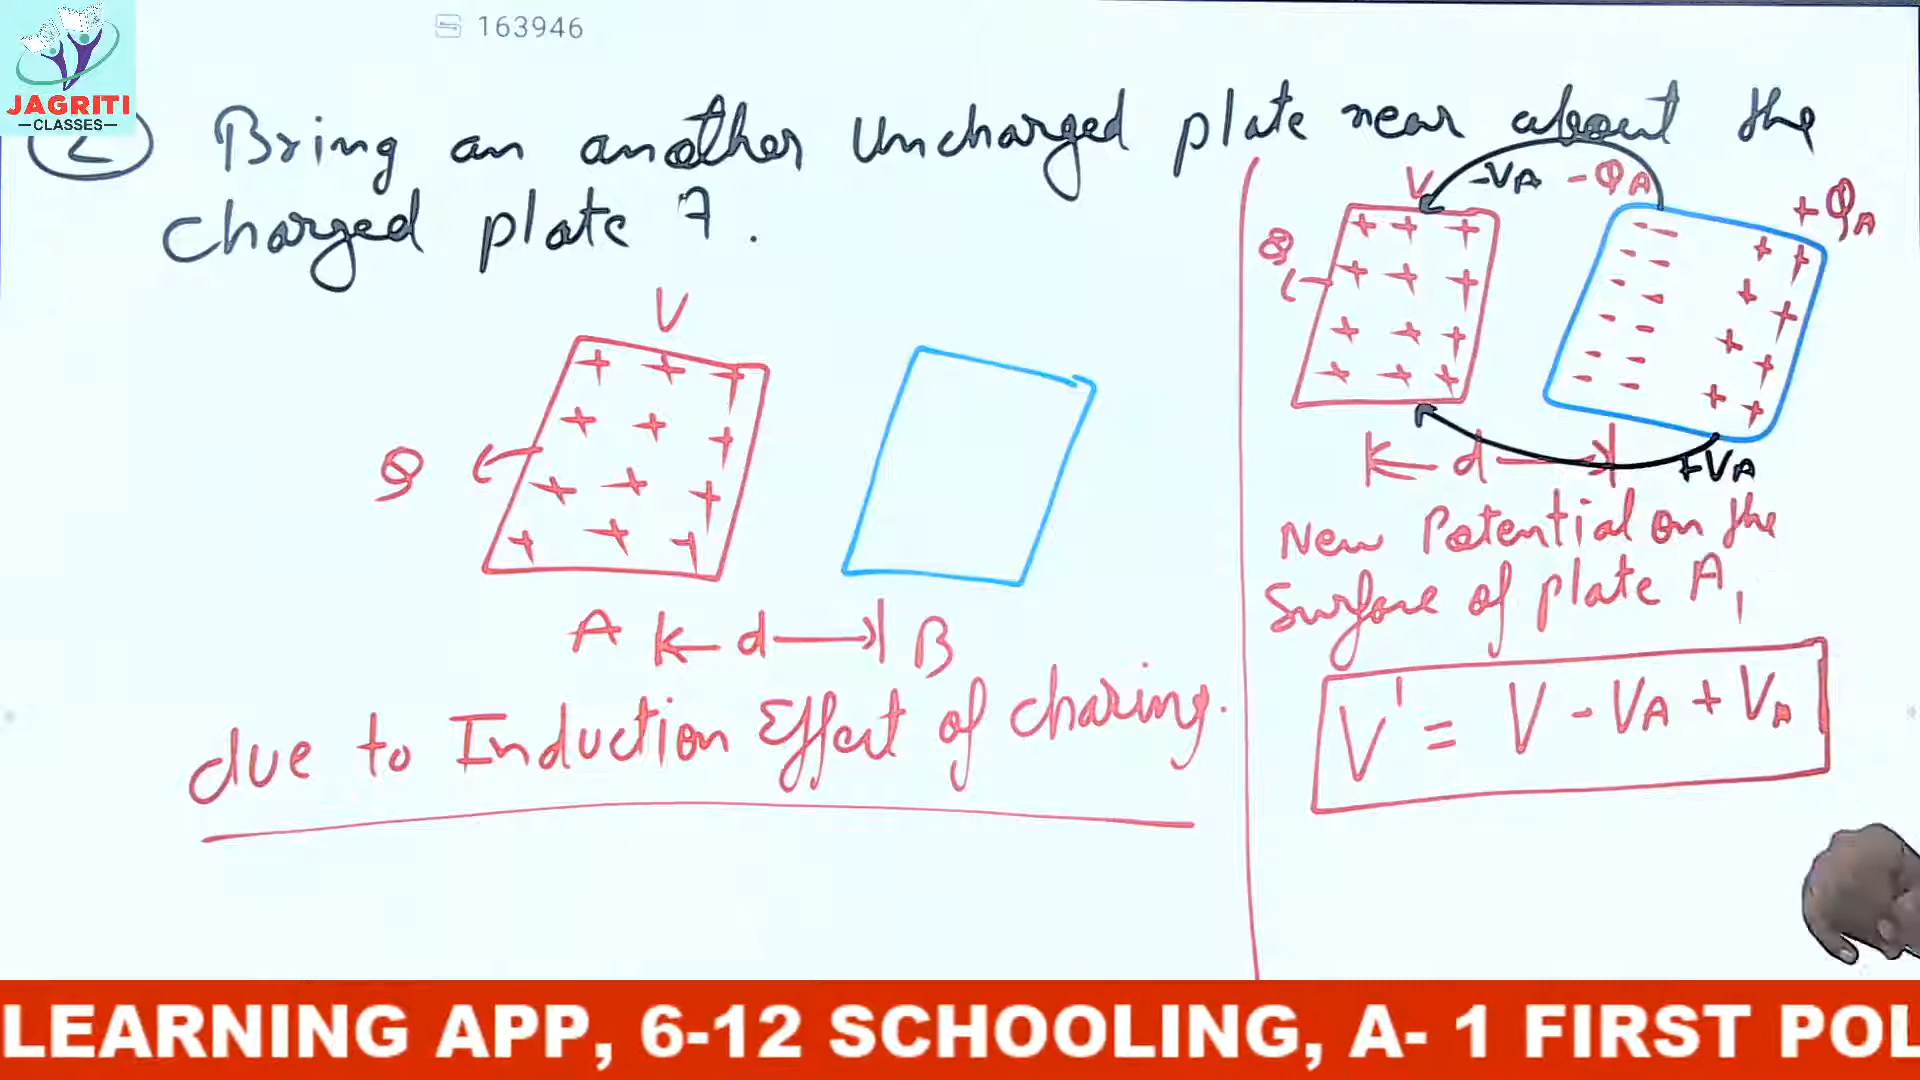 163946
JAGRITI
CLASSES
2 Bring an another uncharged plate near about the
charged plate A.
V
Q
A d B
due to Induction Effect of charing.
V -VA -QA
+QA
Q
d
+VA
New Potential on the
Surface of plate A,
V' = V - VA + VA
LEARNING APP, 6-12 SCHOOLING, A- 1 FIRST POL